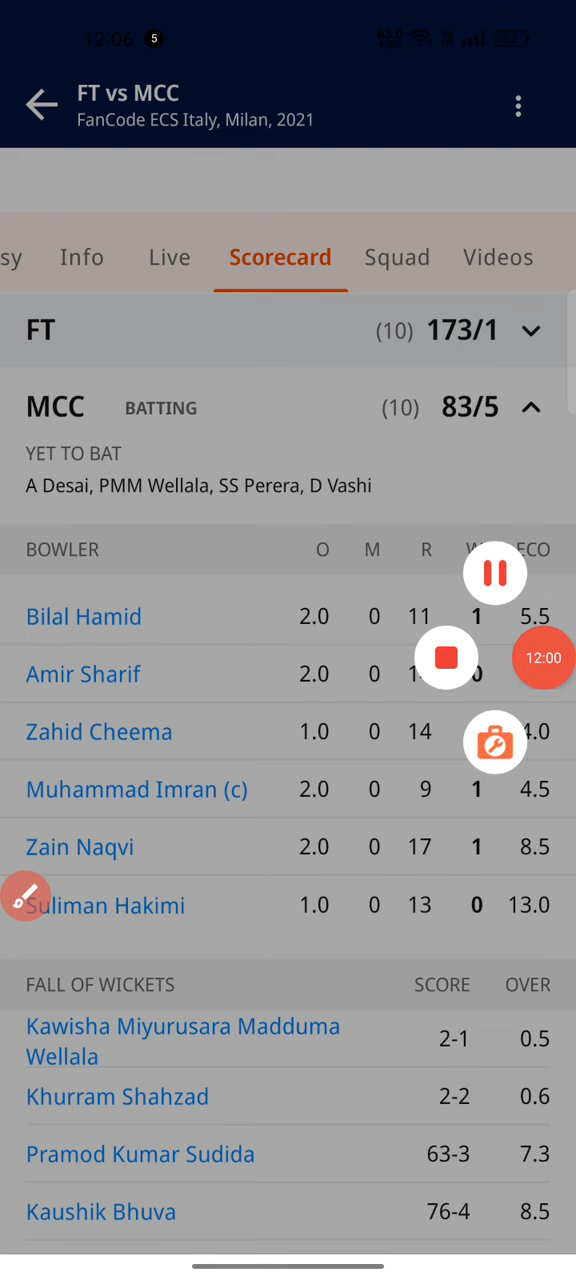 12:06 5
FT vs MCC
FanCode ECS Italy, Milan, 2021
sy Info Live Scorecard Squad Videos
FT (10) 173/1
MCC BATTING (10) 83/5
YET TO BAT
A Desai, PMM Wellala, SS Perera, D Vashi
BOWLER O M R ECO
Bilal Hamid 2.0 0 11 1 5.5
Amir Sharif 2.0 0 0
12:00
Zahid Cheema 1.0 0 14 4.0
Muhammad Imran (c) 2.0 0 9 1 4.5
Zain Naqvi 2.0 0 17 1 8.5
Suliman Hakimi 1.0 0 13 0 13.0
FALL OF WICKETS SCORE OVER
Kawisha Miyurusara Madduma
Wellala 2-1 0.5
Khurram Shahzad 2-2 0.6
Pramod Kumar Sudida 63-3 7.3
Kaushik Bhuva 76-4 8.5